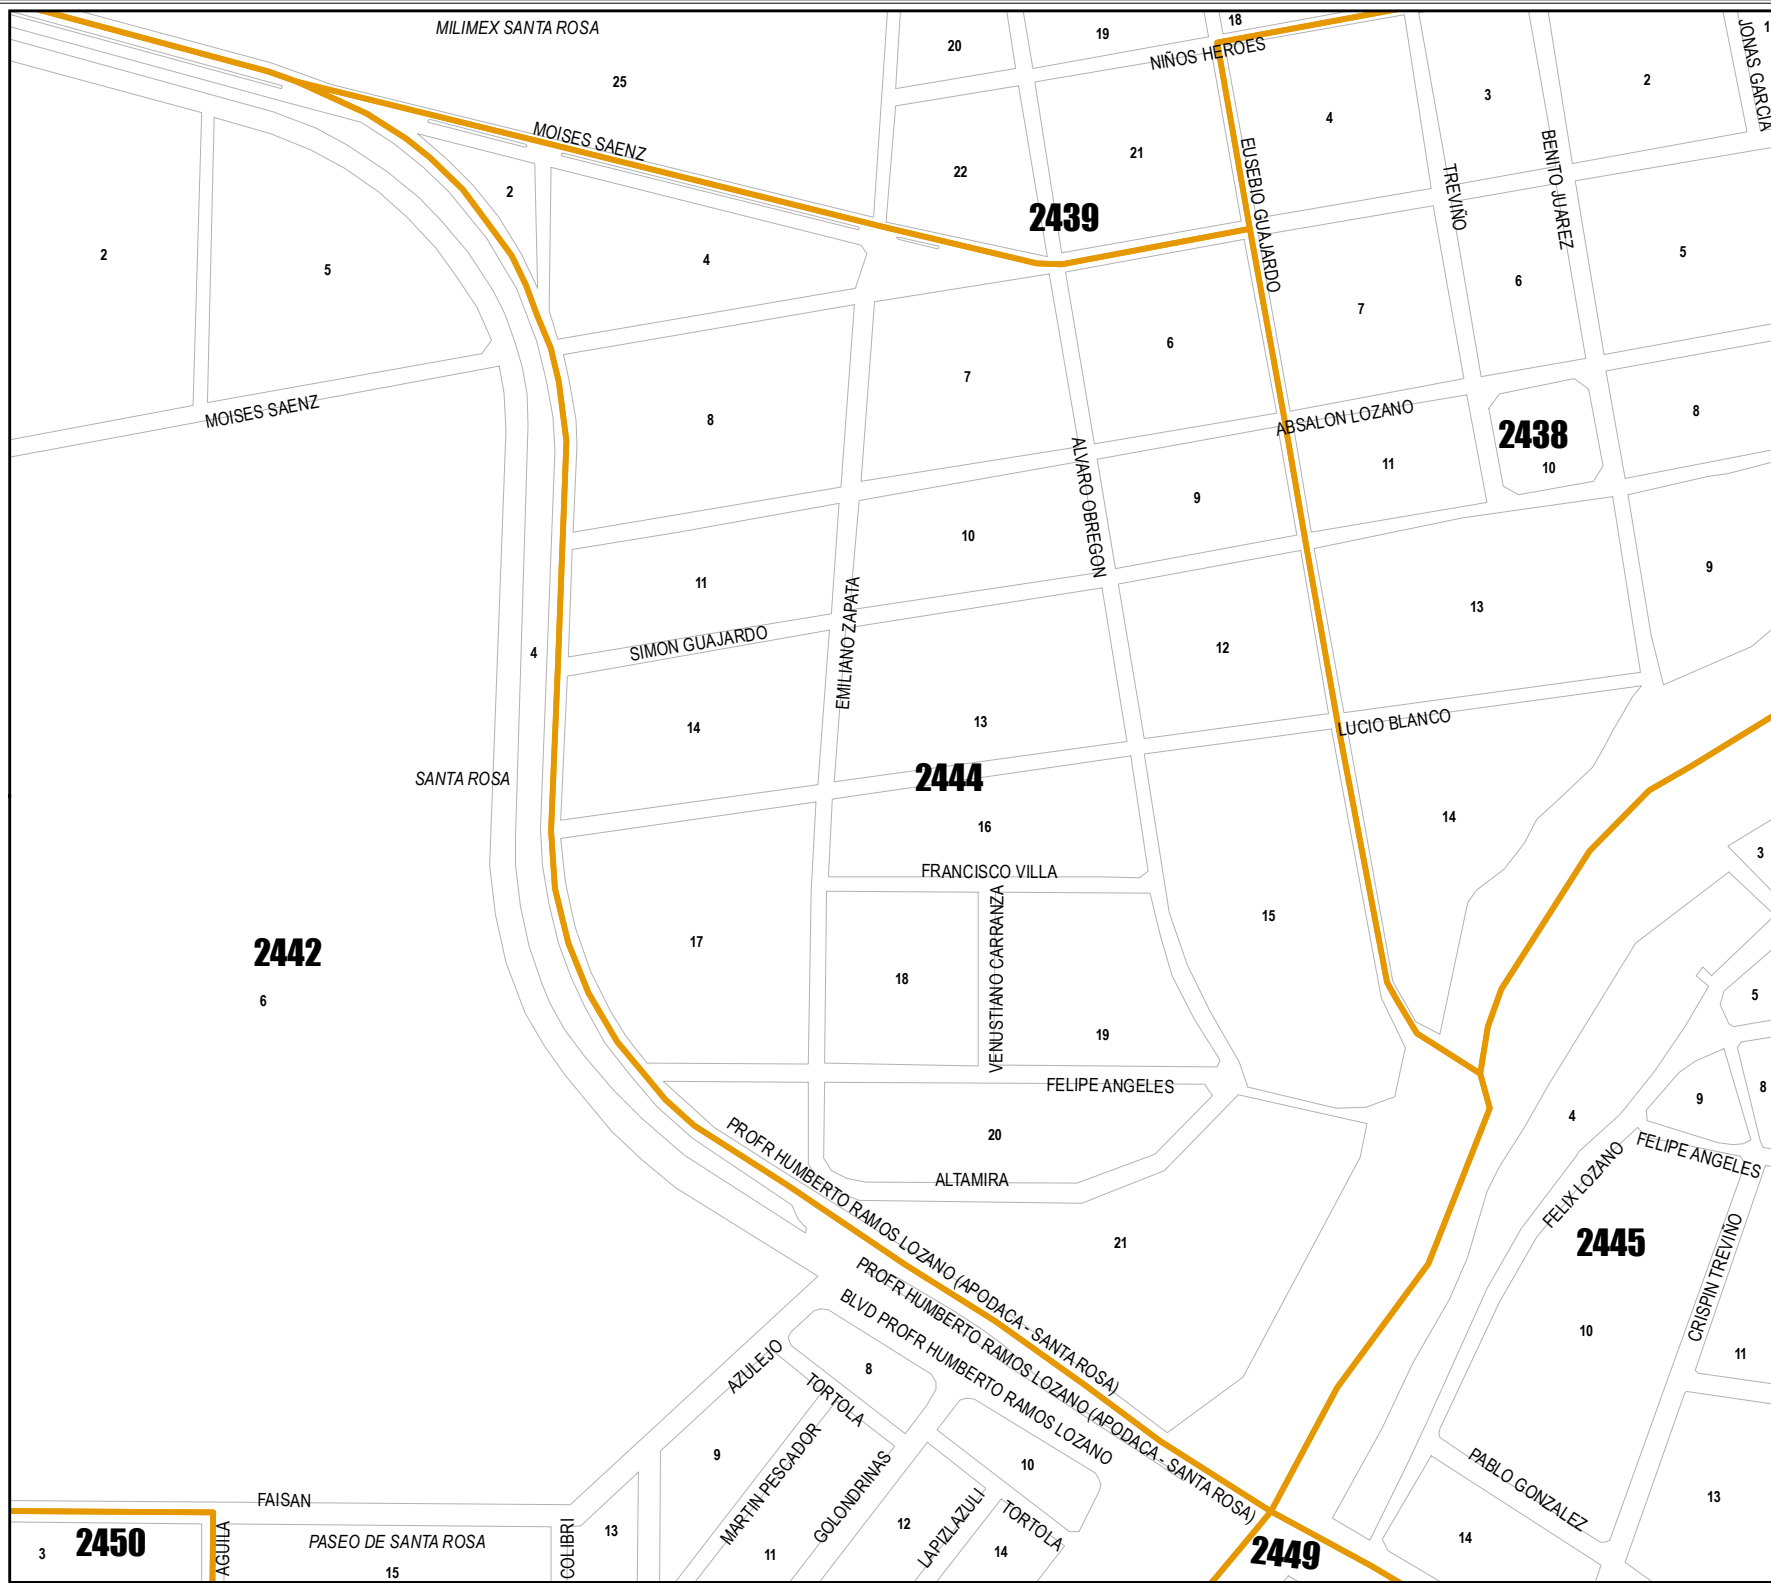 MILIMEX SANTA ROSA
20
19
18
NIÑOS HEROES
25
3
2
JONAS GARCIA
1
4
MOISES SAENZ
21
EUSEBIO GUAJARDO
BENITO JUAREZ
22
2
TREVIÑO
2439
2
5
4
5
6
7
6
7
MOISES SAENZ
8
ABSALON LOZANO
2438
8
10
11
ALVARO OBREGON
9
10
11
9
EMILIANO ZAPATA
SIMON GUAJARDO
4
13
12
14
13
LUCIO BLANCO
SANTA ROSA
2444
16
14
3
FRANCISCO VILLA
VENUSTIANO CARRANZA
15
17
2442
18
6
5
19
FELIPE ANGELES
8
9
4
20
PROFR HUMBERTO RAMOS LOZANO (APODACA - SANTA ROSA)
FELIPE ANGELES
FELIX LOZANO
ALTAMIRA
21
2445
CRISPIN TREVIÑO
PROFR HUMBERTO RAMOS LOZANO (APODACA - SANTA ROSA)
BLVD PROFR HUMBERTO RAMOS LOZANO
10
11
AZULEJO
8
TORTOLA
9
MARTIN PESCADOR
GOLONDRINAS
10
PABLO GONZALEZ
FAISAN
LAPIZLAZULI
TORTOLA
13
12
13
14
2450
AGUILA
PASEO DE SANTA ROSA
COLIBRI
3
11
14
2449
15